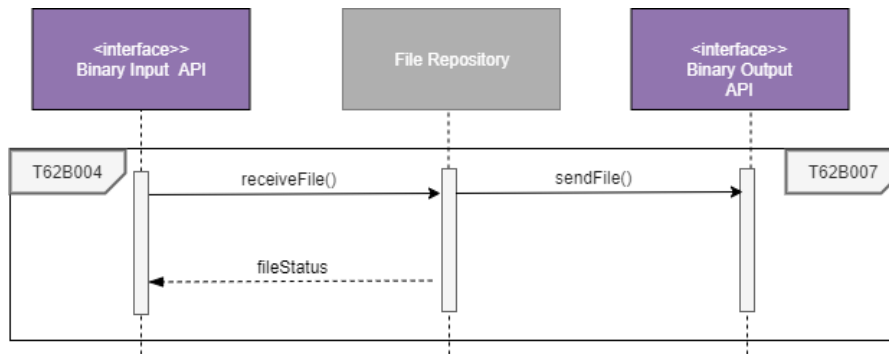 <interface>>
Binary Input API
File Repository
<interface>>
Binary Output
API
T62B004
receiveFile()
sendFile()
T62B007
fileStatus